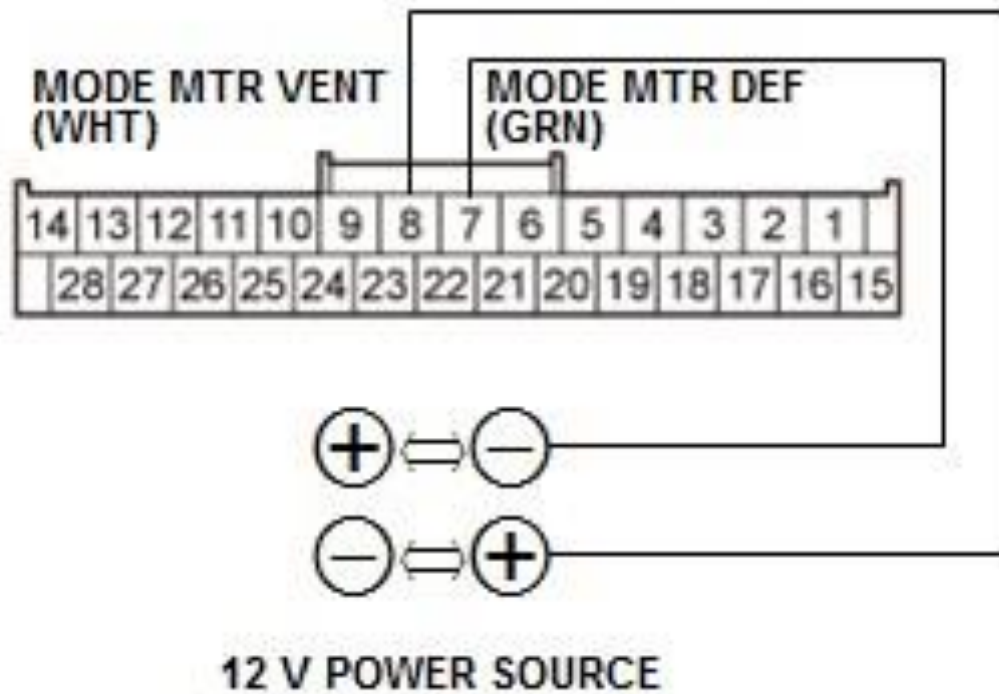 MODE MTR VENT
(WHT)
MODE MTR DEF
(GRN)
14 13 12 11 10 9 8 7 6 5 4 3 2 1
28 27 26 25 24 23 22 21 20 19 18 17 16 15
+ −
− +
12 V POWER SOURCE